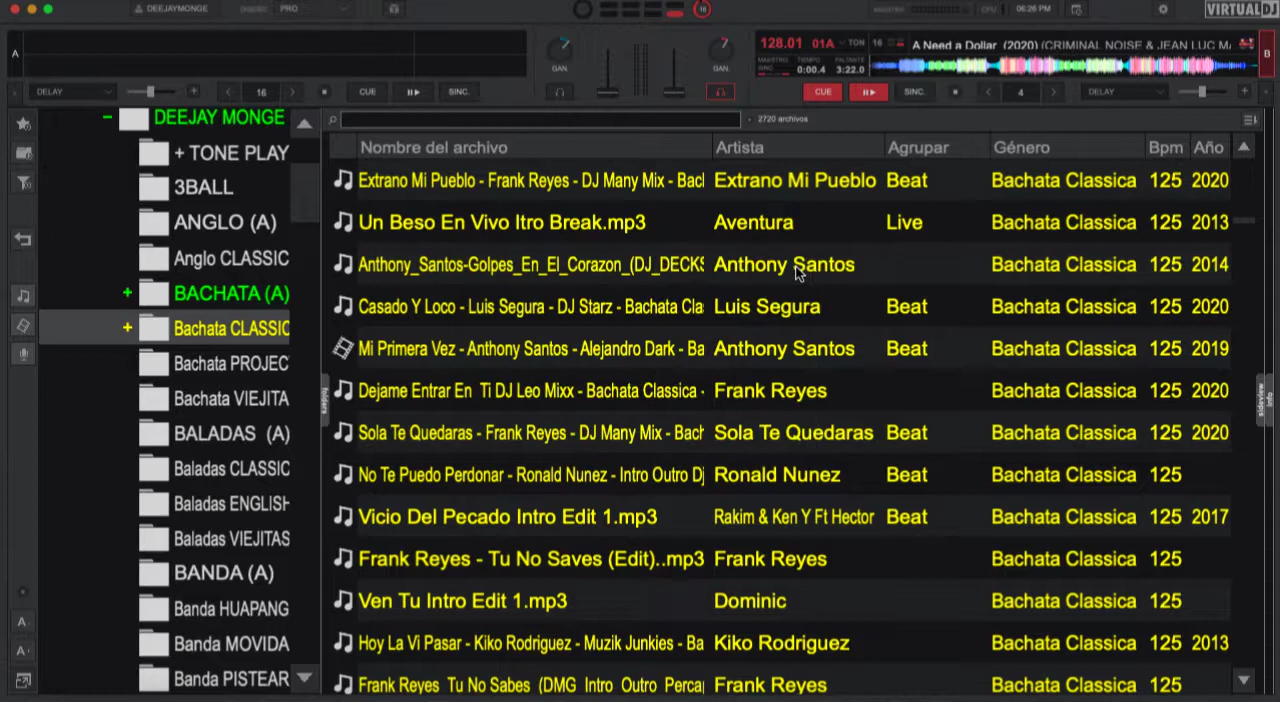 DEEJAYMONGE
PRO
16
MAESTRO
CPU
06:26 PM
VIRTUALDJ
A
GAN.
GAN.
128.01 01A TON 16
A Need a Dollar (2020) (CRIMINAL NOISE & JEAN LUC M
MAESTRO SINC
TIEMPO 0:00.4
FALTANTE 3:22.0
B
DELAY
16
CUE
SINC.
CUE
SINC.
4
DELAY
DEEJAY MONGE
+ TONE PLAY
3BALL
ANGLO (A)
Anglo CLASSIC
+ BACHATA (A)
+ Bachata CLASSIC
Bachata PROJEC
Bachata VIEJITA
BALADAS (A)
Baladas CLASSIC
Baladas ENGLISH
Baladas VIEJITAS
BANDA (A)
Banda HUAPANG
Banda MOVIDA
Banda PISTEAR
A
A
folders
2720 archivos
Nombre del archivo Artista Agrupar Género Bpm Año
Extrano Mi Pueblo - Frank Reyes - DJ Many Mix - Bach Extrano Mi Pueblo Beat Bachata Classica 125 2020
Un Beso En Vivo Itro Break.mp3 Aventura Live Bachata Classica 125 2013
Anthony_Santos-Golpes_En_El_Corazon_(DJ_DECKS Anthony Santos Bachata Classica 125 2014
Casado Y Loco - Luis Segura - DJ Starz - Bachata Cla Luis Segura Beat Bachata Classica 125 2020
Mi Primera Vez - Anthony Santos - Alejandro Dark - Ba Anthony Santos Beat Bachata Classica 125 2019
Dejame Entrar En Ti DJ Leo Mixx - Bachata Classica - Frank Reyes Bachata Classica 125 2020
Sola Te Quedaras - Frank Reyes - DJ Many Mix - Bach Sola Te Quedaras Beat Bachata Classica 125 2020
No Te Puedo Perdonar - Ronald Nunez - Intro Outro Dj Ronald Nunez Beat Bachata Classica 125
Vicio Del Pecado Intro Edit 1.mp3 Rakim & Ken Y Ft Hector Beat Bachata Classica 125 2017
Frank Reyes - Tu No Saves (Edit)..mp3 Frank Reyes Bachata Classica 125
Ven Tu Intro Edit 1.mp3 Dominic Bachata Classica 125
Hoy La Vi Pasar - Kiko Rodriguez - Muzik Junkies - Ba Kiko Rodriguez Bachata Classica 125 2013
Frank Reyes_Tu No Sabes_(DMG_Intro_Outro_Percap Frank Reyes Bachata Classica 125
sideview
info